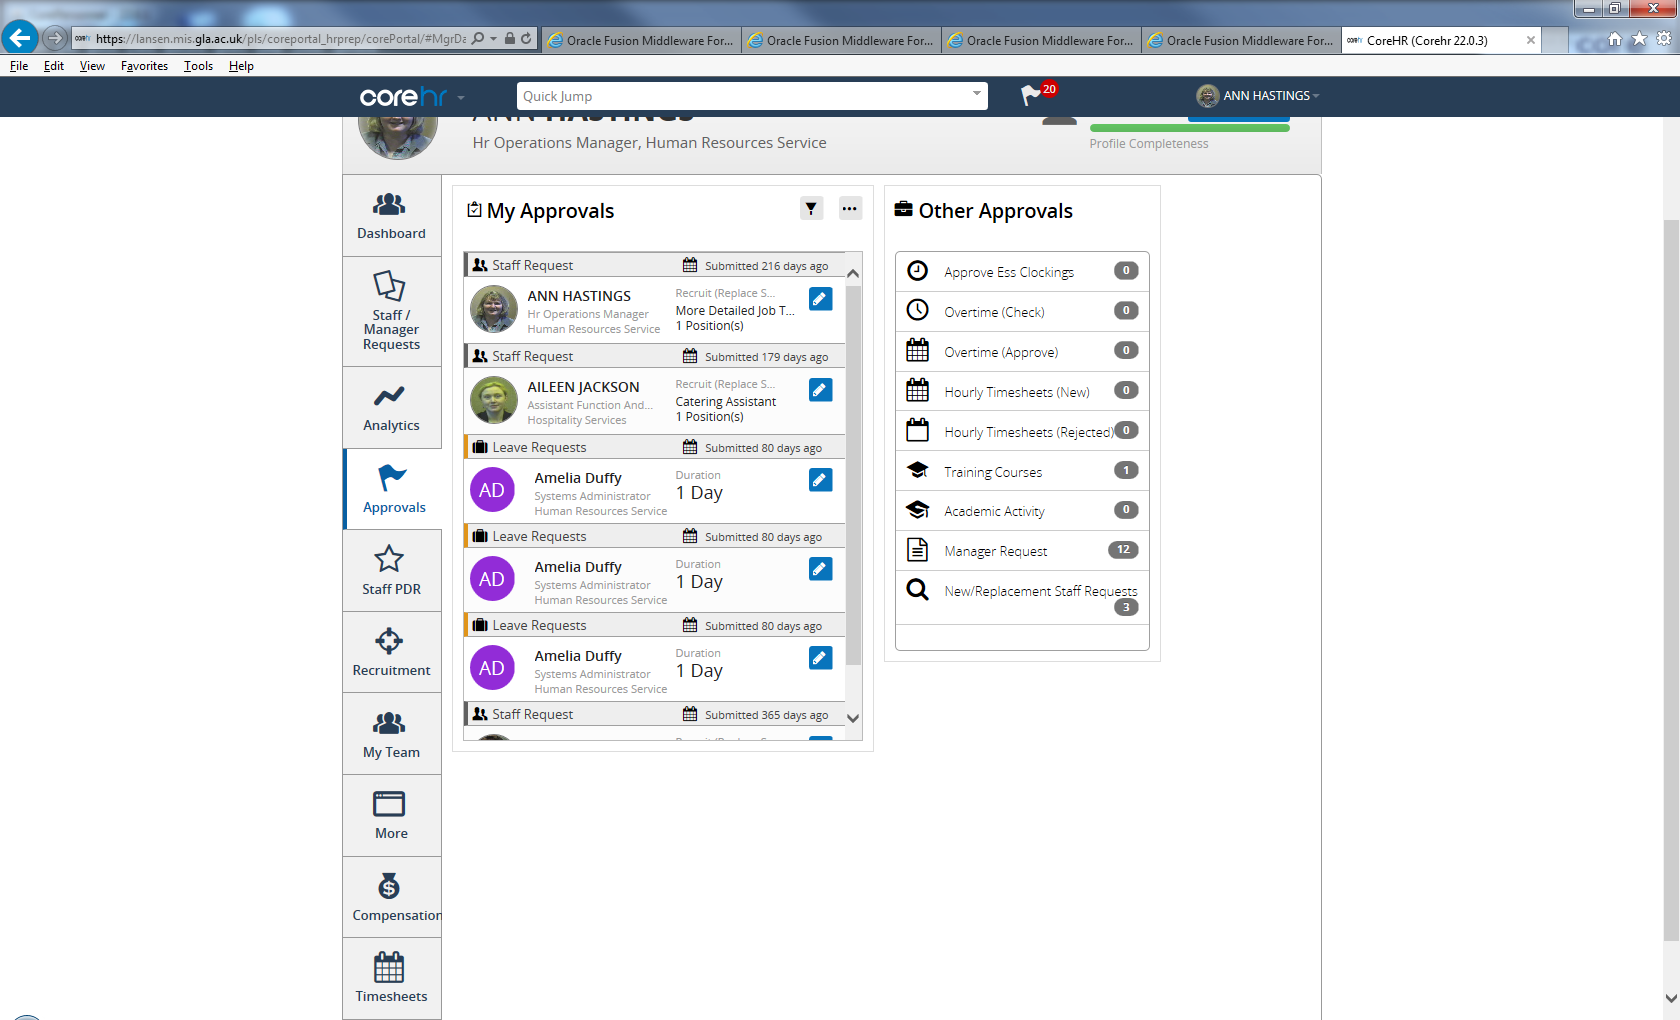 https://lansen.mis.gla.ac.uk/pls/coreportal_hrprep/corePortal/#MgrDa
Oracle Fusion Middleware For...
Oracle Fusion Middleware For...
Oracle Fusion Middleware For...
Oracle Fusion Middleware For...
CoreHR (Corehr 22.0.3)
File Edit View Favorites Tools Help
corehr
Quick Jump
20
ANN HASTINGS
ANN HASTINGS
Hr Operations Manager, Human Resources Service
Profile Completeness
Dashboard
Staff /
Manager
Requests
Analytics
Approvals
Staff PDR
Recruitment
My Team
More
Compensation
Timesheets
My Approvals
Staff Request Submitted 216 days ago
ANN HASTINGS
Hr Operations Manager
Human Resources Service
Recruit (Replace S...
More Detailed Job T...
1 Position(s)
Staff Request Submitted 179 days ago
AILEEN JACKSON
Assistant Function And...
Hospitality Services
Recruit (Replace S...
Catering Assistant
1 Position(s)
Leave Requests Submitted 80 days ago
AD
Amelia Duffy
Systems Administrator
Human Resources Service
Duration
1 Day
Leave Requests Submitted 80 days ago
AD
Amelia Duffy
Systems Administrator
Human Resources Service
Duration
1 Day
Leave Requests Submitted 80 days ago
AD
Amelia Duffy
Systems Administrator
Human Resources Service
Duration
1 Day
Staff Request Submitted 365 days ago
Other Approvals
Approve Ess Clockings 0
Overtime (Check) 0
Overtime (Approve) 0
Hourly Timesheets (New) 0
Hourly Timesheets (Rejected) 0
Training Courses 1
Academic Activity 0
Manager Request 12
New/Replacement Staff Requests
3